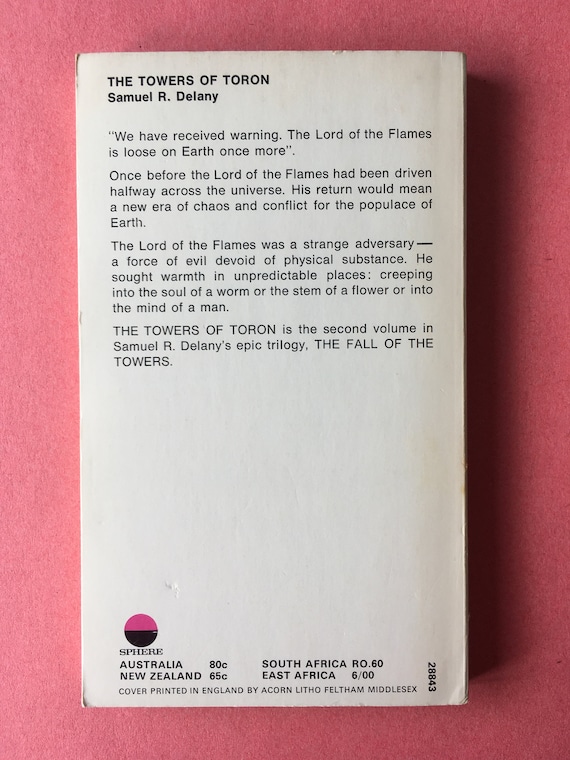 THE TOWERS OF TORON
Samuel R. Delany
"We have received warning. The Lord of the Flames
is loose on Earth once more".
Once before the Lord of the Flames had been driven
halfway across the universe. His return would mean
a new era of chaos and conflict for the populace of
Earth.
The Lord of the Flames was a strange adversary—
a force of evil devoid of physical substance. He
sought warmth in unpredictable places: creeping
into the soul of a worm or the stem of a flower or into
the mind of a man.
THE TOWERS OF TORON is the second volume in
Samuel R. Delany's epic trilogy, THE FALL OF THE
TOWERS.
SPHERE
AUSTRALIA 80c SOUTH AFRICA RO.60
NEW ZEALAND 65c EAST AFRICA 6/00
COVER PRINTED IN ENGLAND BY ACORN LITHO FELTHAM MIDDLESEX
28843